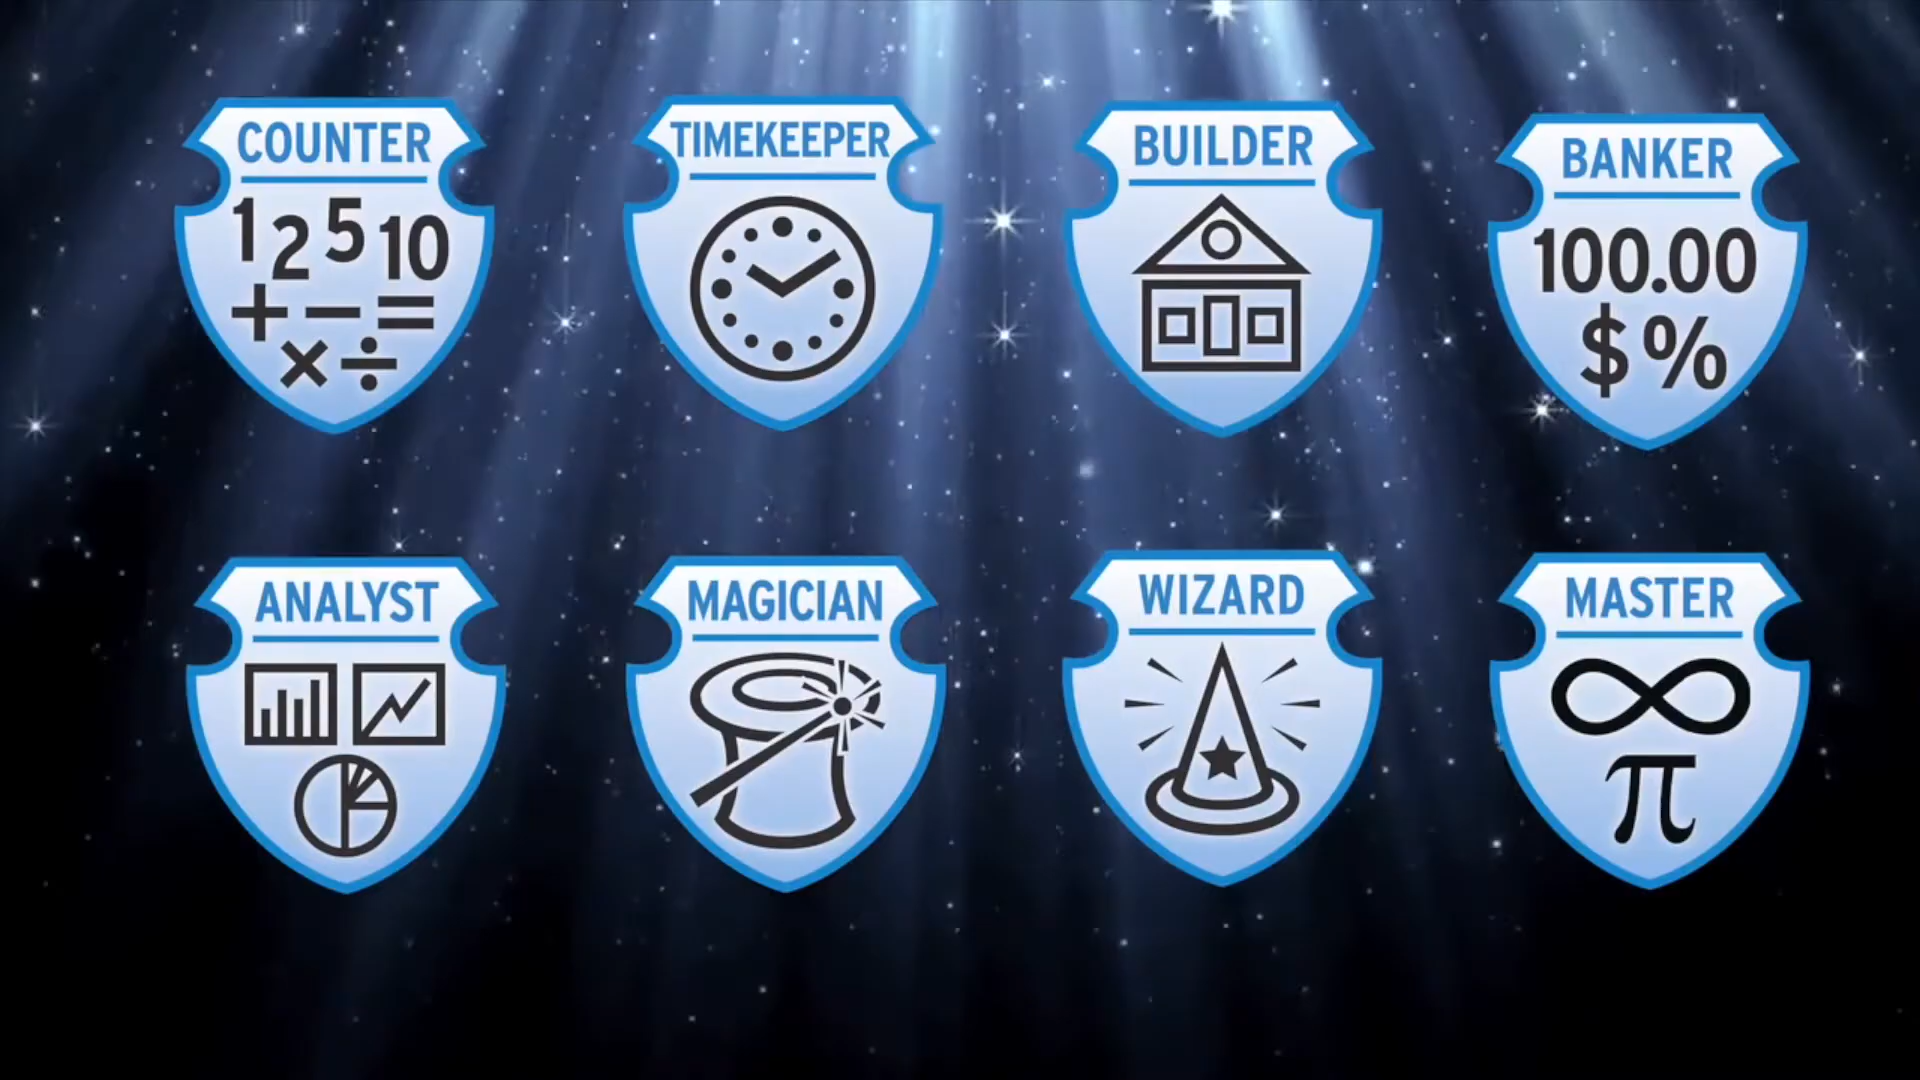 COUNTER
1 2 5 10
+ − =
× ÷
TIMEKEEPER
BUILDER
BANKER
100.00
$ %
ANALYST
MAGICIAN
WIZARD
MASTER
∞
π